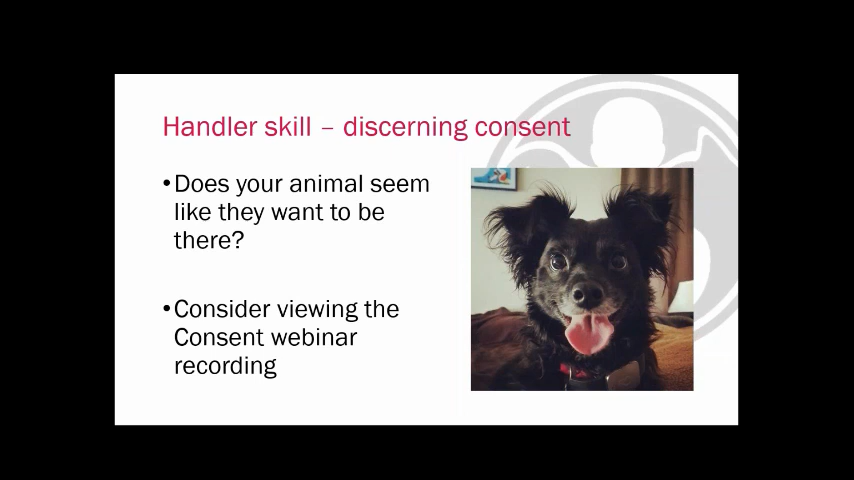 Handler skill – discerning consent
•Does your animal seem
like they want to be
there?
•Consider viewing the
Consent webinar
recording